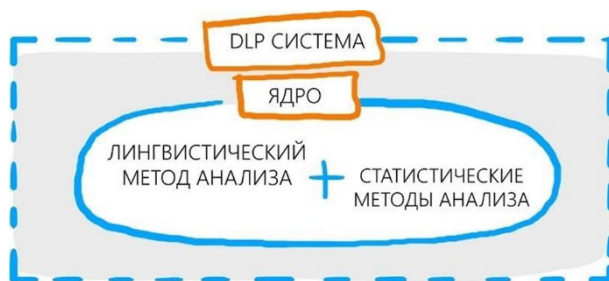 DLP СИСТЕМА
ЯДРО
ЛИНГВИСТИЧЕСКИЙ
МЕТОД АНАЛИЗА
+
СТАТИСТИЧЕСКИЕ
МЕТОДЫ АНАЛИЗА